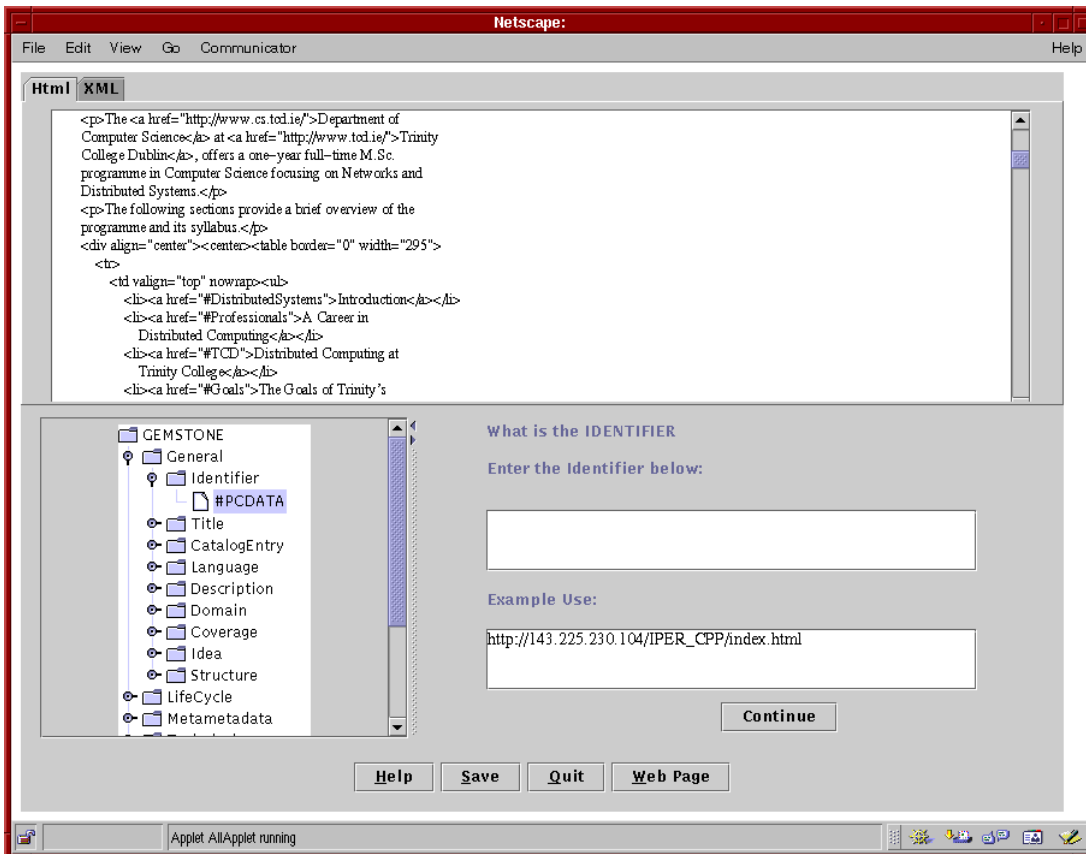 Netscape:
File Edit View Go Communicator Help
Html XML
<p>The <a href="http://www.cs.tcd.ie/">Department of
Computer Science</a> at <a href="http://www.tcd.ie/">Trinity
College Dublin</a>, offers a one-year full-time M.Sc.
programme in Computer Science focusing on Networks and
Distributed Systems.</p>
<p>The following sections provide a brief overview of the
programme and its syllabus.</p>
<div align="center"><center><table border="0" width="295">
<tr>
<td valign="top" nowrap><ul>
<li><a href="#DistributedSystems">Introduction</a></li>
<li><a href="#Professionals">A Career in
Distributed Computing</a></li>
<li><a href="#TCD">Distributed Computing at
Trinity College</a></li>
<li><a href="#Goals">The Goals of Trinity's
GEMSTONE
General
Identifier
#PCDATA
Title
CatalogEntry
Language
Description
Domain
Coverage
Idea
Structure
LifeCycle
Metametadata
What is the IDENTIFIER
Enter the Identifier below:
Example Use:
http://143.225.230.104/IPER_CPP/index.html
Continue
Help Save Quit Web Page
Applet AllApplet running